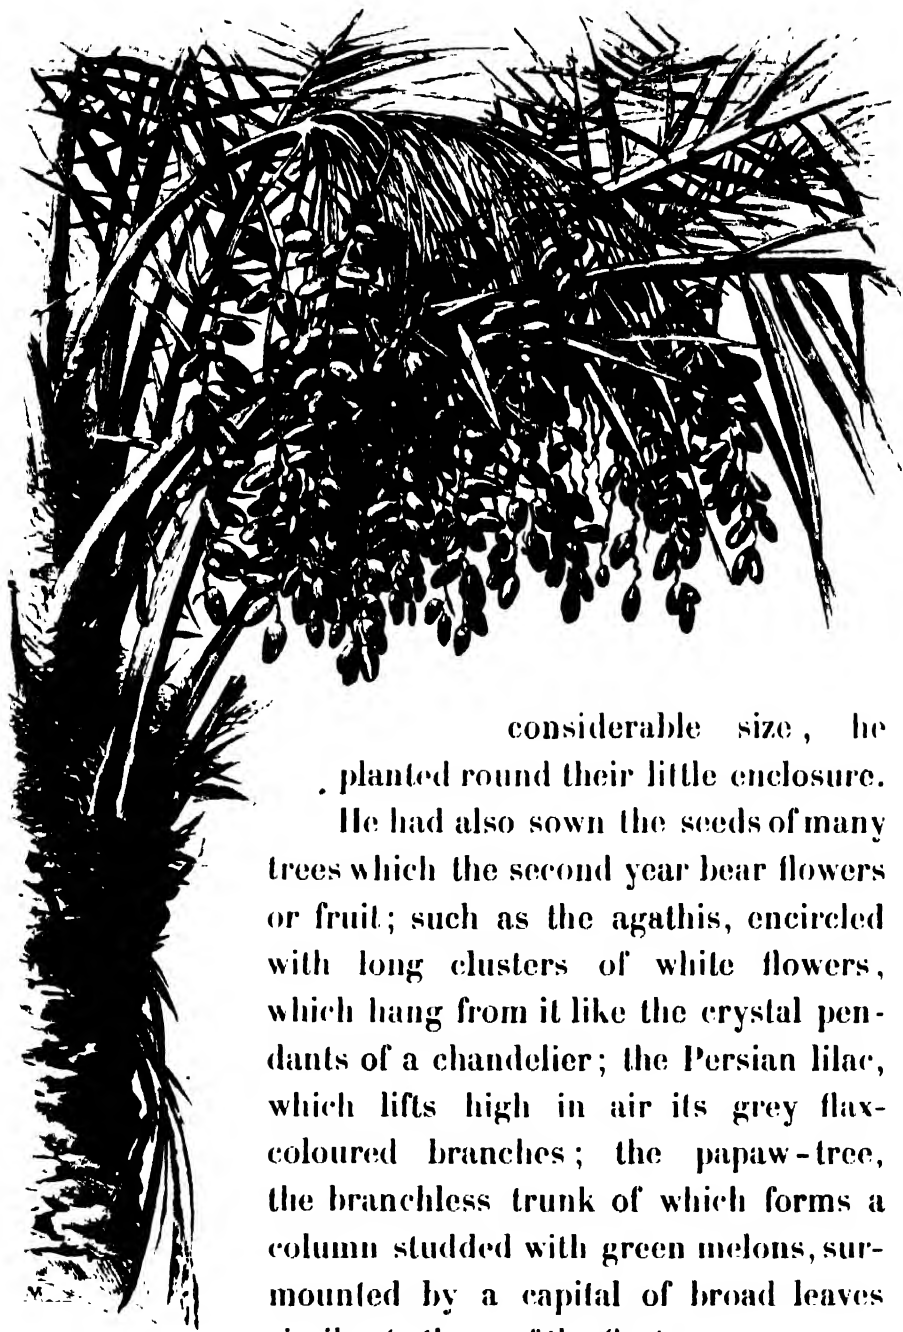 considerable size, he
planted round their little enclosure.
He had also sown the seeds of many
trees which the second year bear flowers
or fruit; such as the agathis, encircled
with long clusters of white flowers,
which hang from it like the crystal pen-
dants of a chandelier; the Persian lilac,
which lifts high in air its grey flax-
coloured branches; the papaw-tree,
the branchless trunk of which forms a
column studded with green melons, sur-
mounted by a capital of broad leaves